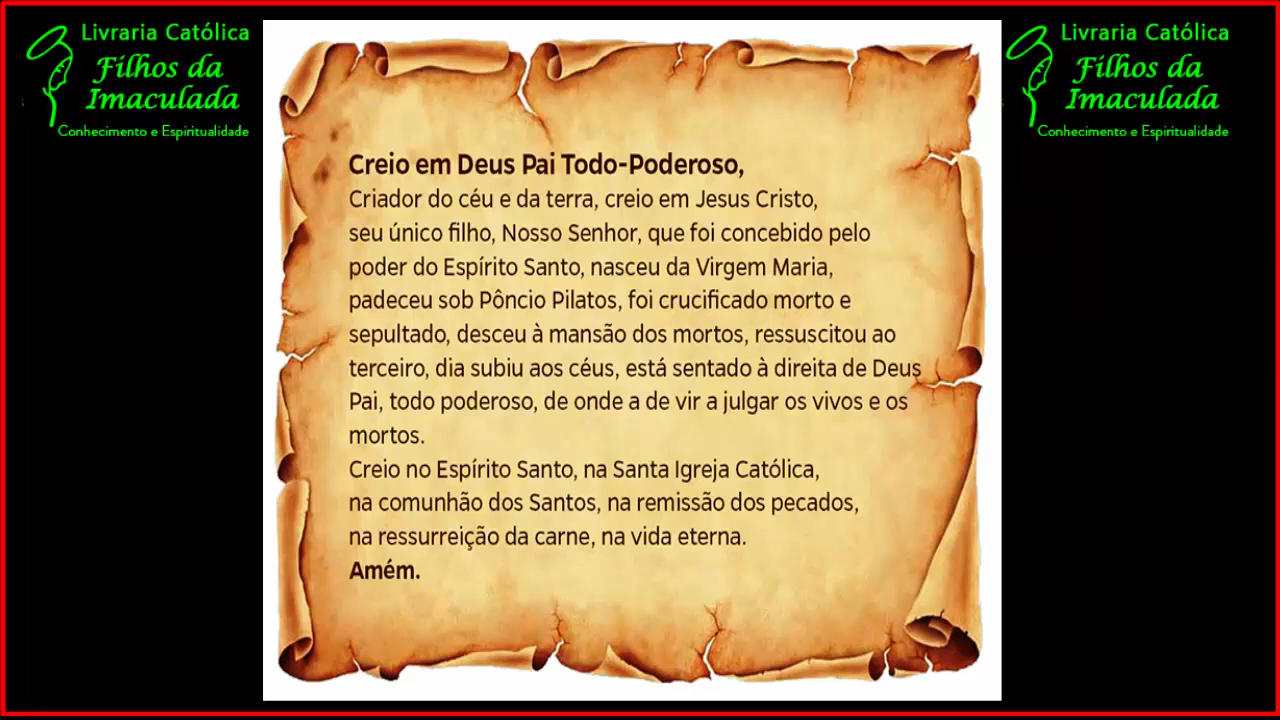 Livraria Católica
Filhos da
Imaculada
Conhecimento e Espiritualidade
Creio em Deus Pai Todo-Poderoso,
Criador do céu e da terra, creio em Jesus Cristo,
seu único filho, Nosso Senhor, que foi concebido pelo
poder do Espírito Santo, nasceu da Virgem Maria,
padeceu sob Pôncio Pilatos, foi crucificado morto e
sepultado, desceu à mansão dos mortos, ressuscitou ao
terceiro, dia subiu aos céus, está sentado à direita de Deus
Pai, todo poderoso, de onde a de vir a julgar os vivos e os
mortos.
Creio no Espírito Santo, na Santa Igreja Católica,
na comunhão dos Santos, na remissão dos pecados,
na ressurreição da carne, na vida eterna.
Amém.
Livraria Católica
Filhos da
Imaculada
Conhecimento e Espiritualidade